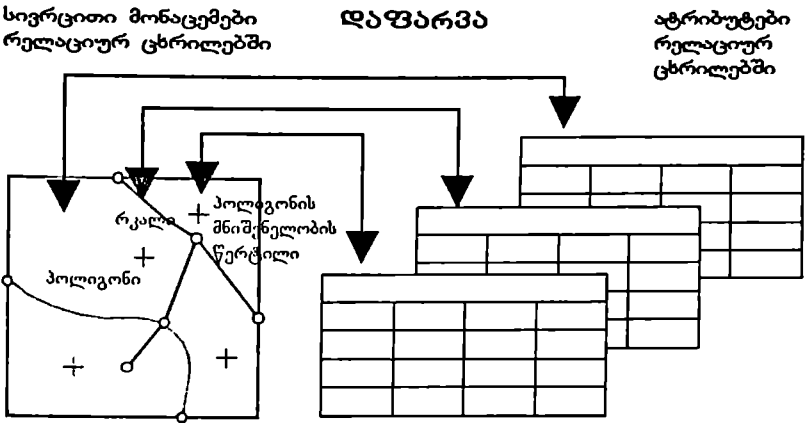 სივრცითი მონაცემები
რელაციურ ცხრილებში
დაფარვა
ატრიბუტები
რელაციურ
ცხრილებში
რკალი
პოლიგონის
მნიშვნელობის
წერტილი
პოლიგონი